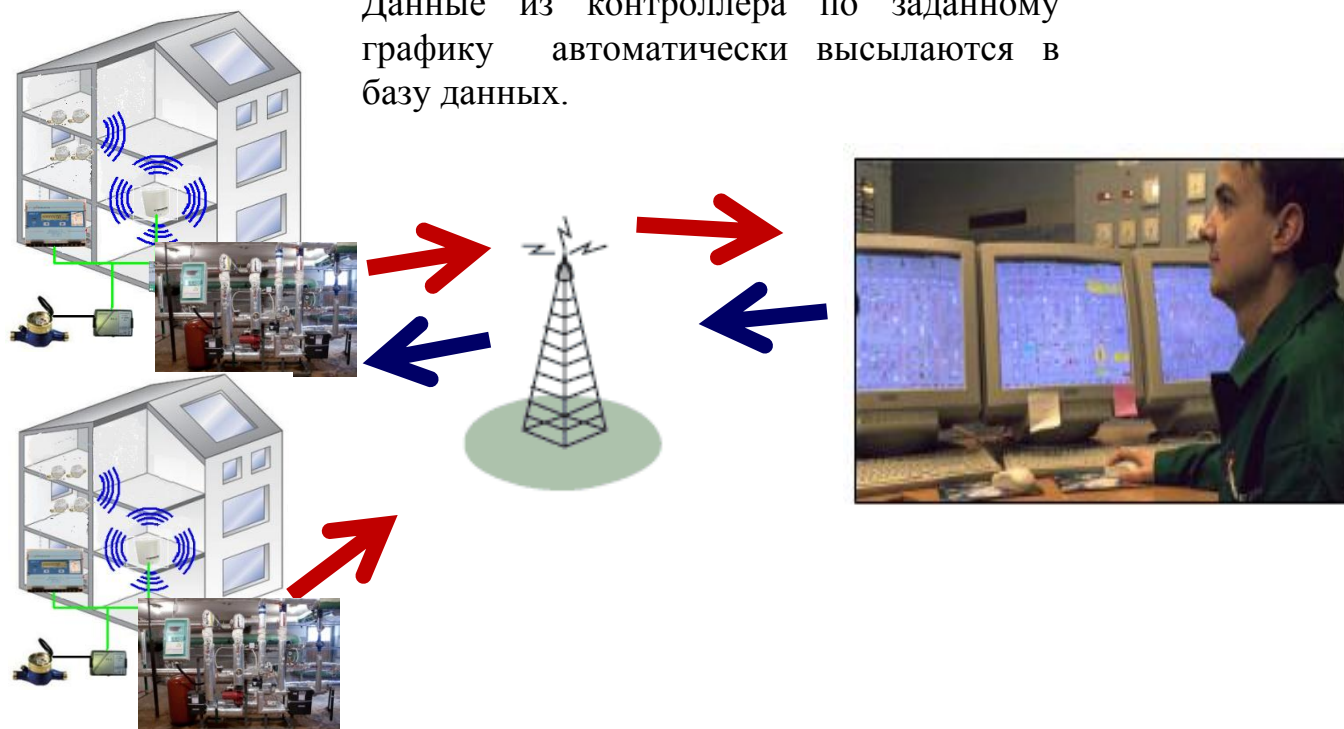 Данные из контроллера по заданному
графику автоматически высылаются в
базу данных.